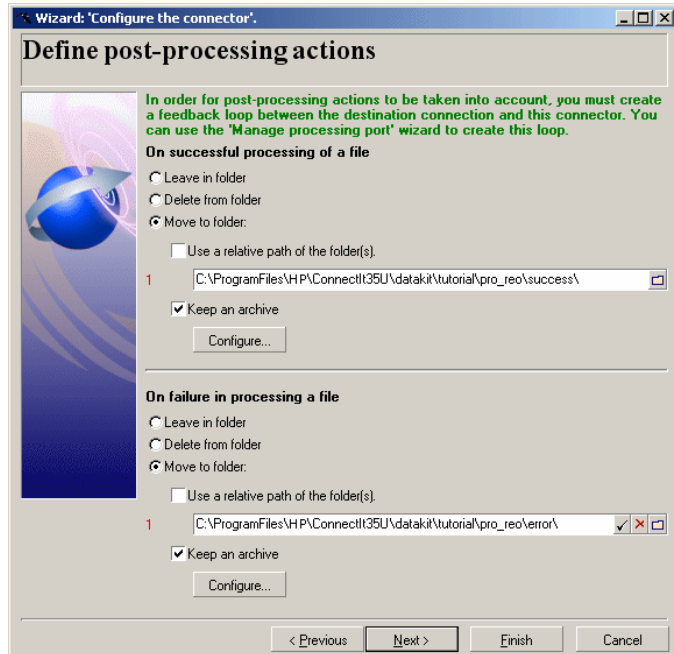 Wizard: 'Configure the connector'.
Define post-processing actions
In order for post-processing actions to be taken into account, you must create
a feedback loop between the destination connection and this connector. You
can use the 'Manage processing port' wizard to create this loop.
On successful processing of a file
Leave in folder
Delete from folder
Move to folder:
Use a relative path of the folder(s).
1 C:\ProgramFiles\HP\ConnectIt35U\datakit\tutorial\pro_reo\success\
Keep an archive
Configure...
On failure in processing a file
Leave in folder
Delete from folder
Move to folder:
Use a relative path of the folder(s).
1 C:\ProgramFiles\HP\ConnectIt35U\datakit\tutorial\pro_reo\error\
Keep an archive
Configure...
< Previous Next > Finish Cancel